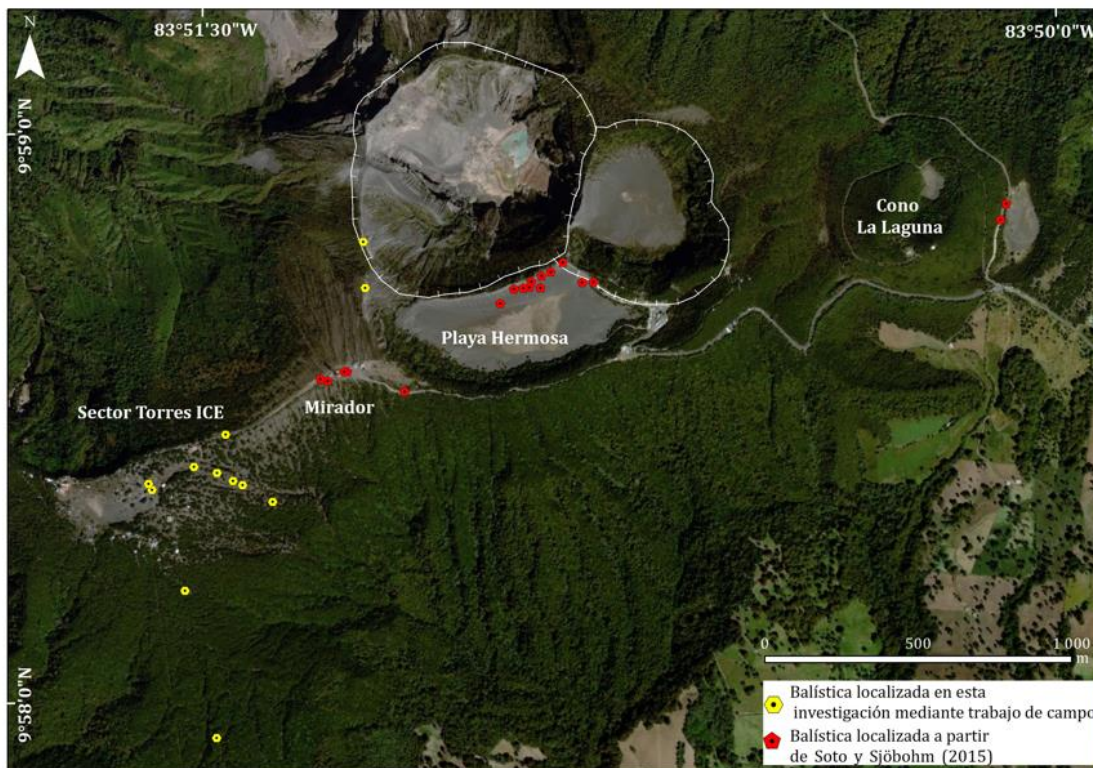 83°51'30"W
83°50'0"W
N
9°59'0"N
Cono
La Laguna
Playa Hermosa
Sector Torres ICE
Mirador
9°58'0"N
0 500 1 000
m
Balística localizada en esta
investigación mediante trabajo de campo
Balística localizada a partir
de Soto y Sjöbohm (2015)